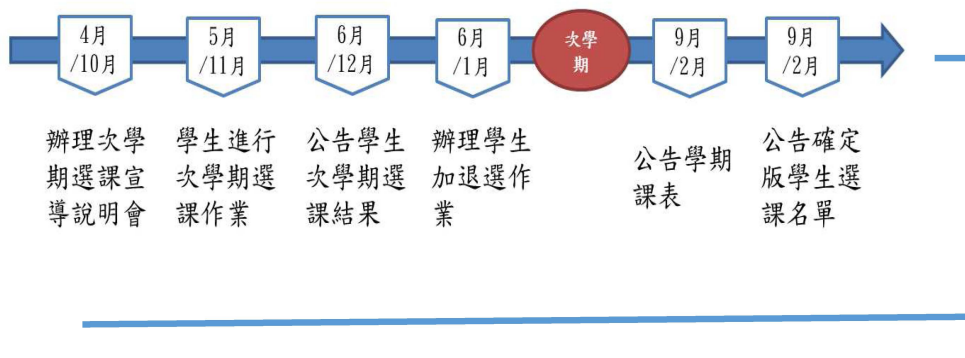 4月
/10月
5月
/11月
6月
/12月
6月
/1月
次學
期
9月
/2月
9月
/2月
辦理次學
期選課宣
導說明會
學生進行
次學期選
課作業
公告學生
次學期選
課結果
辦理學生
加退選作
業
公告學期
課表
公告確定
版學生選
課名單